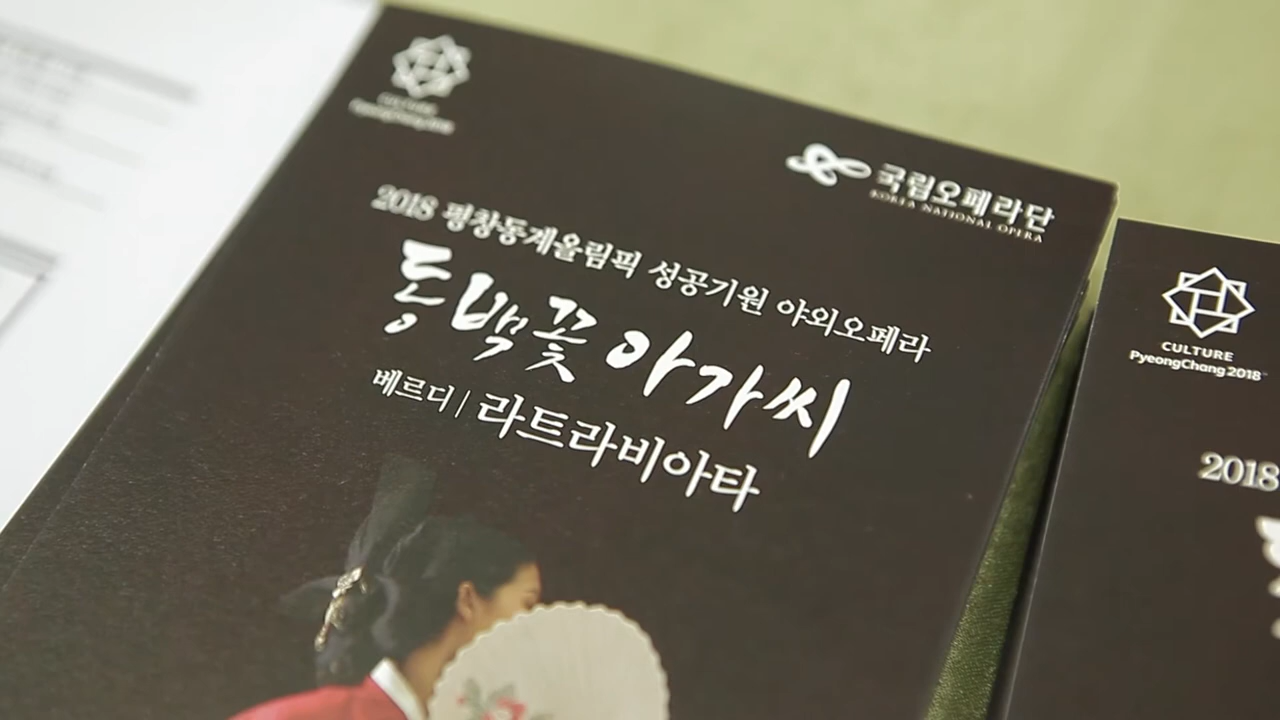 CULTURE
PyeongChang 2018
국립오페라단
KOREA NATIONAL OPERA
2018 평창동계올림픽 성공기원 야외오페라
동백꽃 아가씨
베르디 / 라트라비아타
CULTURE
PyeongChang 2018
2018